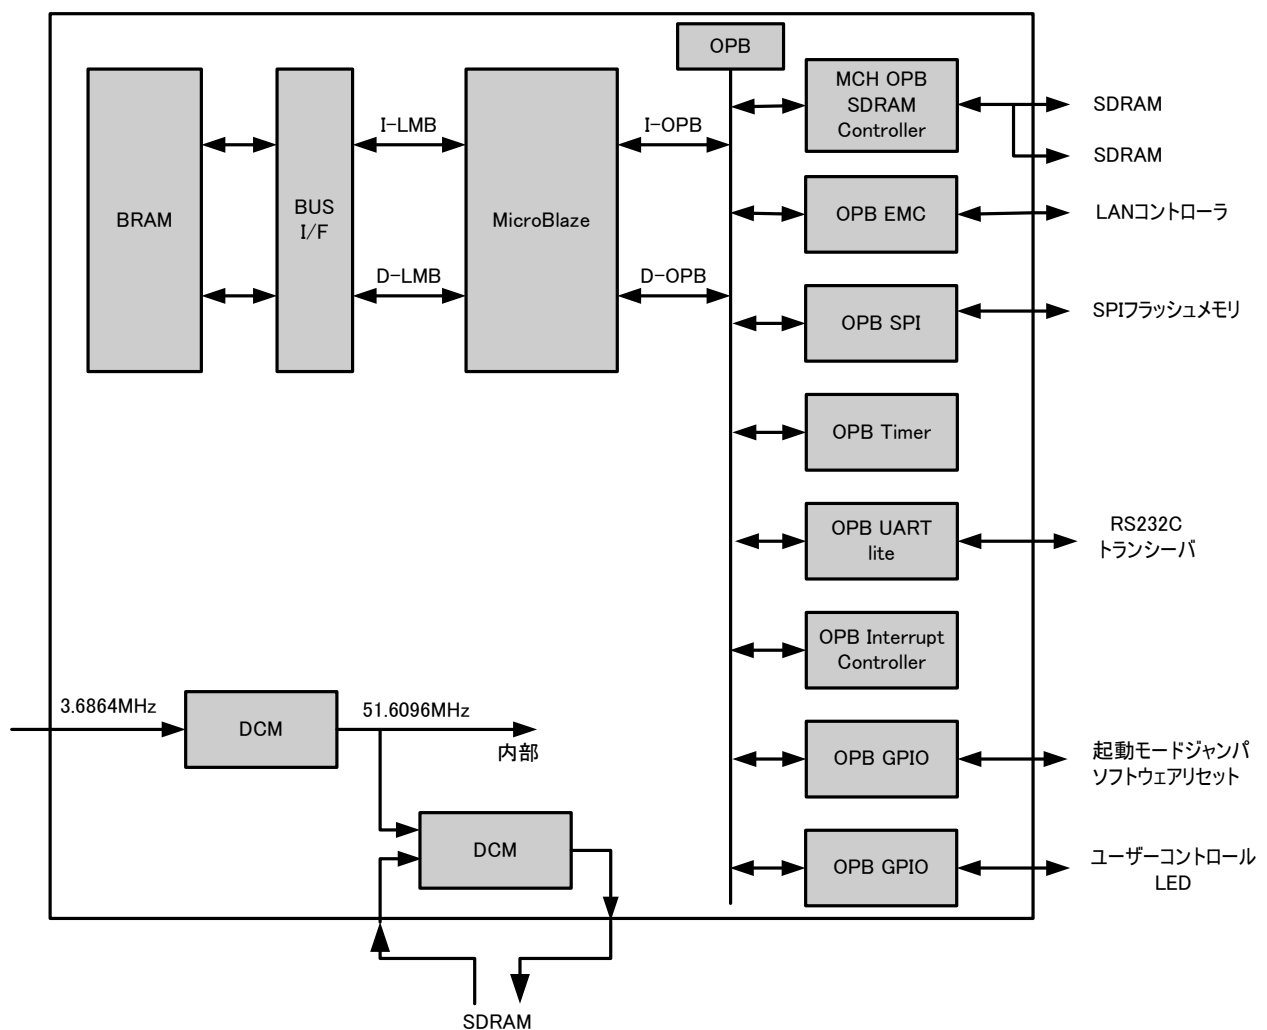 OPB
MCH OPB
SDRAM
Controller
SDRAM
SDRAM
I-LMB
I-OPB
BRAM
BUS
I/F
MicroBlaze
OPB EMC
LANコントローラ
D-LMB
D-OPB
OPB SPI
SPIフラッシュメモリ
OPB Timer
OPB UART
lite
RS232C
トランシーバ
OPB Interrupt
Controller
3.6864MHz
DCM
51.6096MHz
内部
OPB GPIO
起動モードジャンパ
ソフトウェアリセット
DCM
OPB GPIO
ユーザーコントロール
LED
SDRAM